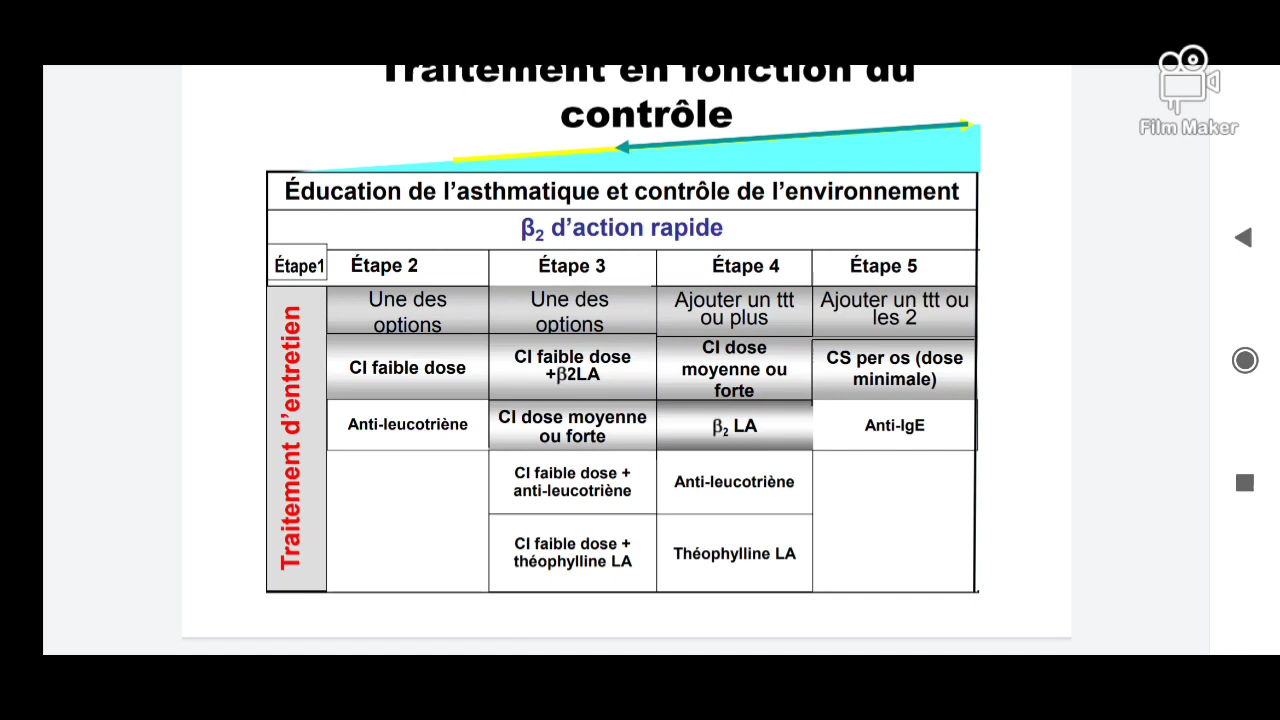 Traitement en fonction du
contrôle
Film Maker
Éducation de l'asthmatique et contrôle de l'environnement
β2 d'action rapide
Étape1
Étape 2
Étape 3
Étape 4
Étape 5
Traitement d'entretien
Une des
options
Une des
options
Ajouter un ttt
ou plus
Ajouter un ttt ou
les 2
CI faible dose
CI faible dose
+β2LA
CI dose
moyenne ou
forte
CS per os (dose
minimale)
Anti-leucotriène
CI dose moyenne
ou forte
β2 LA
Anti-IgE
CI faible dose +
anti-leucotriène
Anti-leucotriène
CI faible dose +
théophylline LA
Théophylline LA